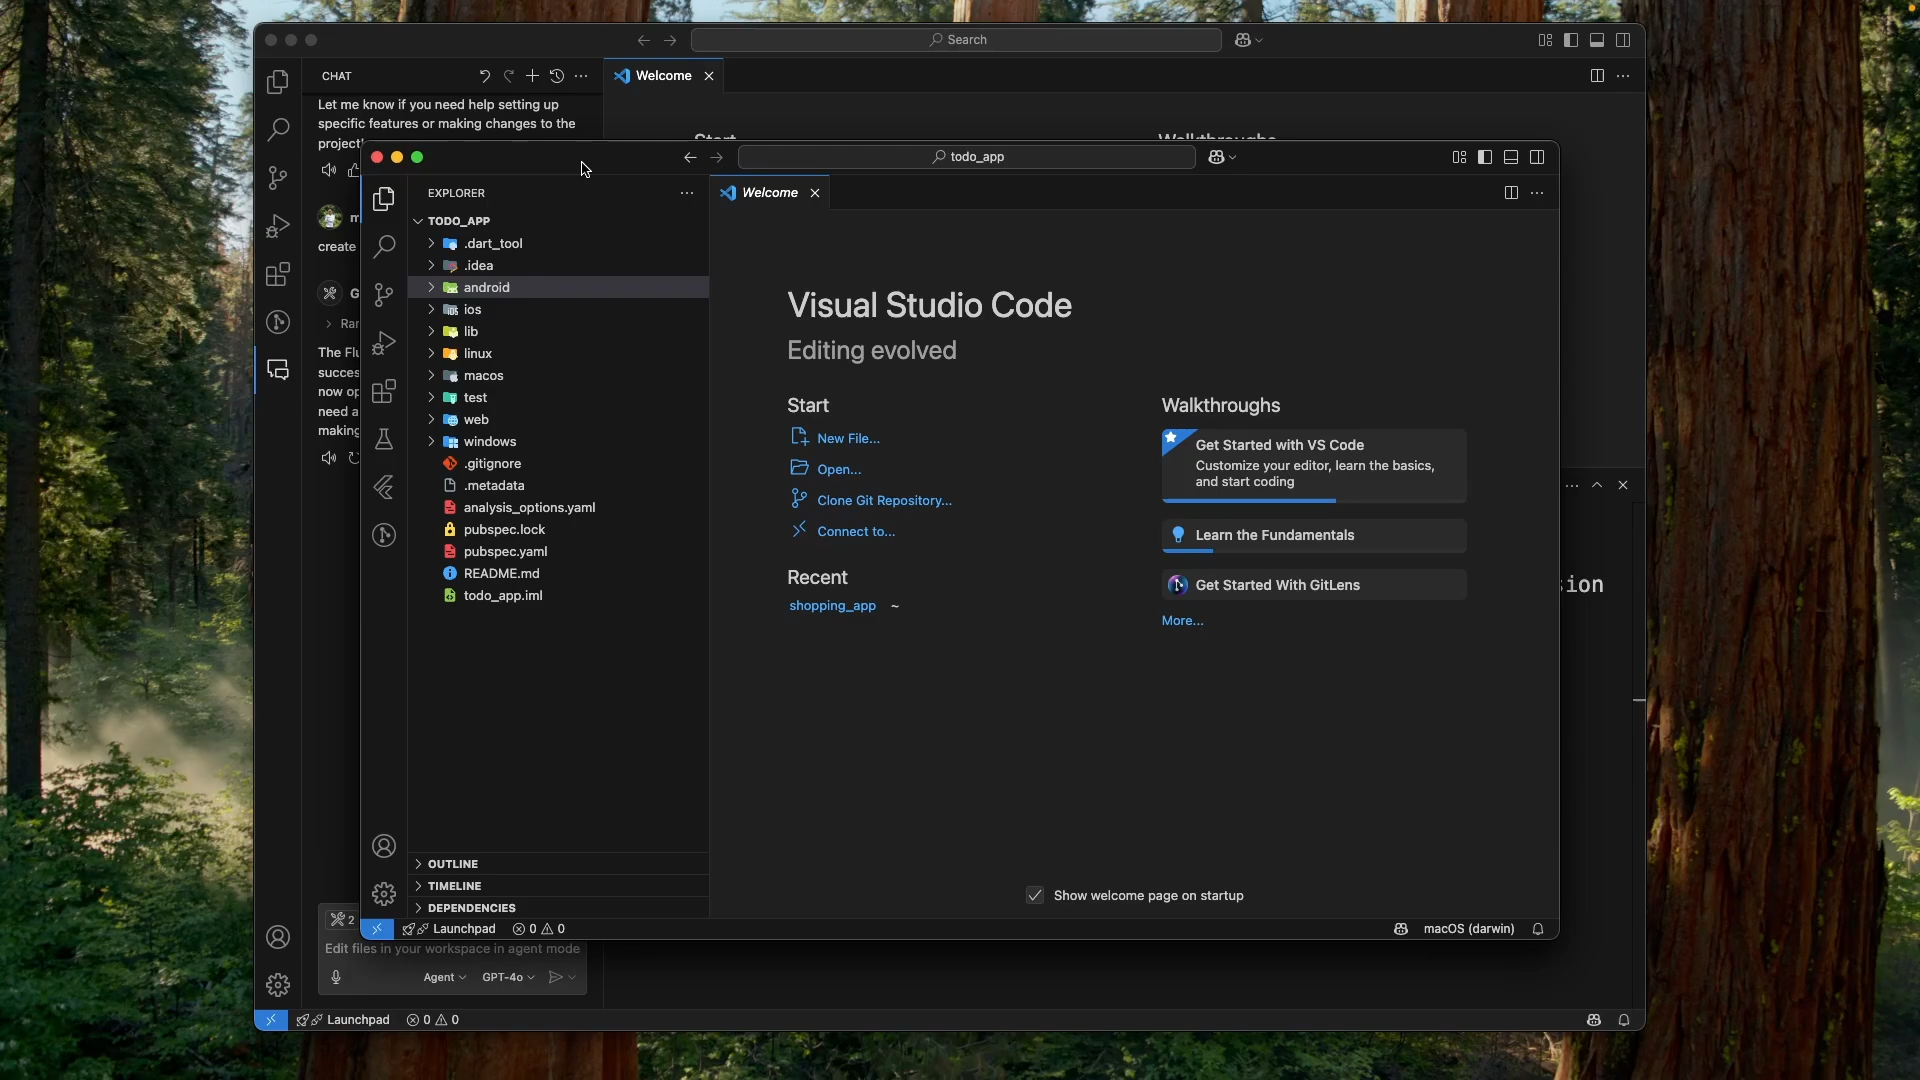 Search
CHAT
Welcome
Let me know if you need help setting up
specific features or making changes to the
project!
create
The Flu
succes
now op
need a
making
Edit files in your workspace in agent mode
2
Agent
GPT-4o
Launchpad
0 0
todo_app
EXPLORER
Welcome
TODO_APP
.dart_tool
.idea
android
ios
lib
linux
macos
test
web
windows
.gitignore
.metadata
analysis_options.yaml
pubspec.lock
pubspec.yaml
README.md
todo_app.iml
OUTLINE
TIMELINE
DEPENDENCIES
Visual Studio Code
Editing evolved
Start
New File...
Open...
Clone Git Repository...
Connect to...
Recent
shopping_app ~
Walkthroughs
Get Started with VS Code
Customize your editor, learn the basics,
and start coding
Learn the Fundamentals
Get Started With GitLens
More...
Show welcome page on startup
Launchpad
0 0
macOS (darwin)